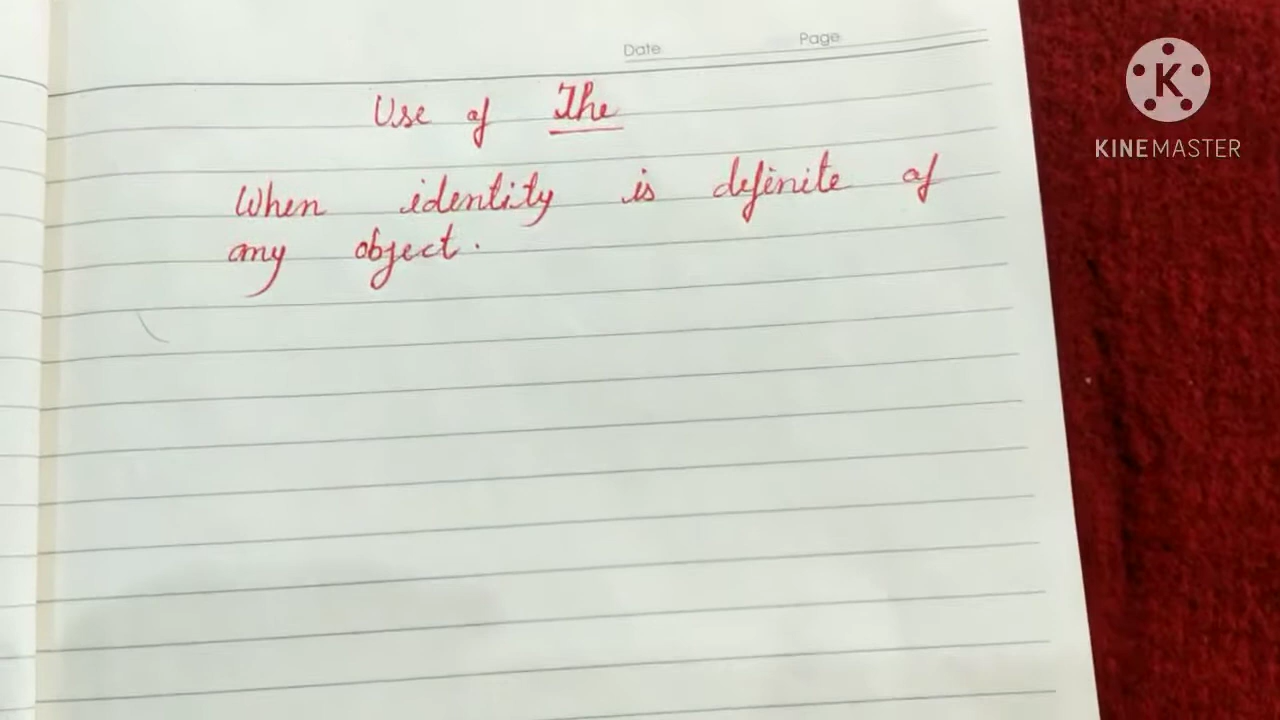 Date Page
KINEMASTER
Use of The
When identity is definite of
any object.